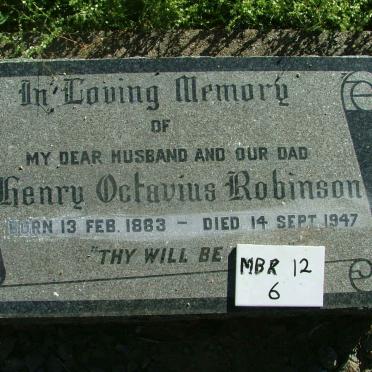 In Loving Memory
OF
MY DEAR HUSBAND AND OUR DAD
Henry Octavius Robinson
BORN 13 FEB. 1883 - DIED 14 SEPT. 1947
"THY WILL BE
MBR 12
6